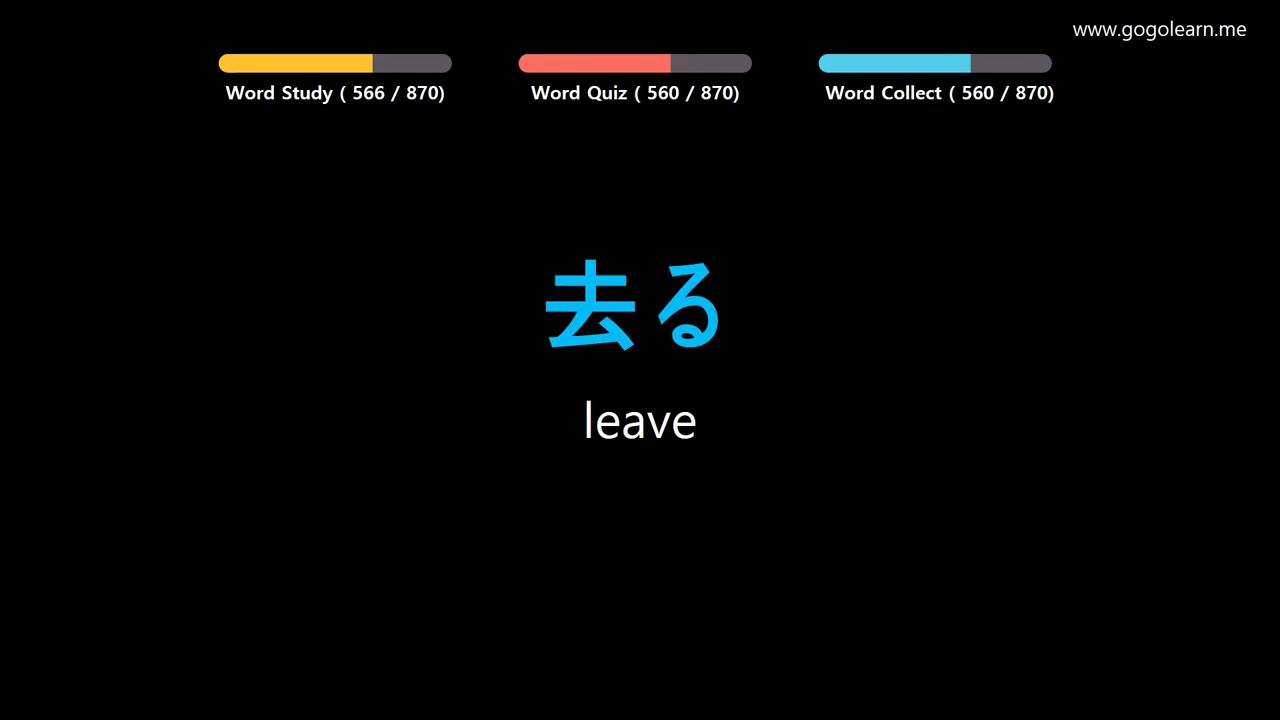 www.gogolearn.me
Word Study ( 566 / 870)
Word Quiz ( 560 / 870)
Word Collect ( 560 / 870)
去る
leave